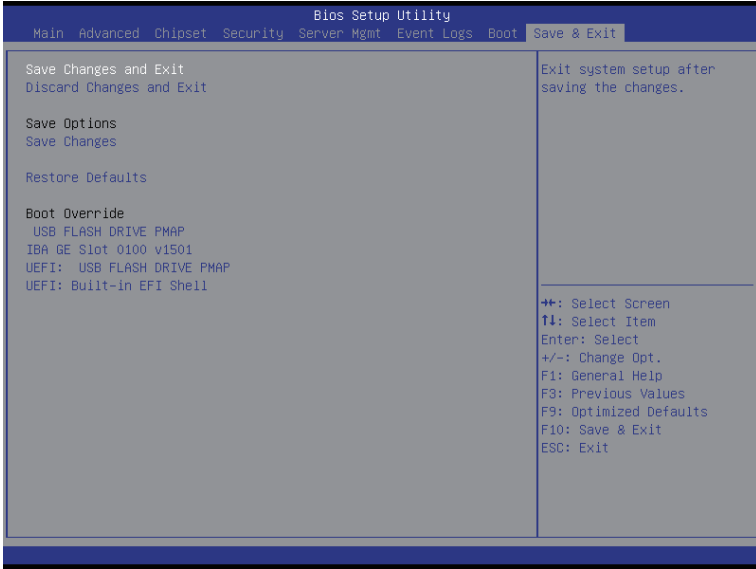 Bios Setup Utility
Main Advanced Chipset Security Server Mgmt Event Logs Boot Save & Exit
Save Changes and Exit
Discard Changes and Exit
Save Options
Save Changes
Restore Defaults
Boot Override
USB FLASH DRIVE PMAP
IBA GE Slot 0100 v1501
UEFI: USB FLASH DRIVE PMAP
UEFI: Built-in EFI Shell
Exit system setup after
saving the changes.
→←: Select Screen
↑↓: Select Item
Enter: Select
+/-: Change Opt.
F1: General Help
F3: Previous Values
F9: Optimized Defaults
F10: Save & Exit
ESC: Exit